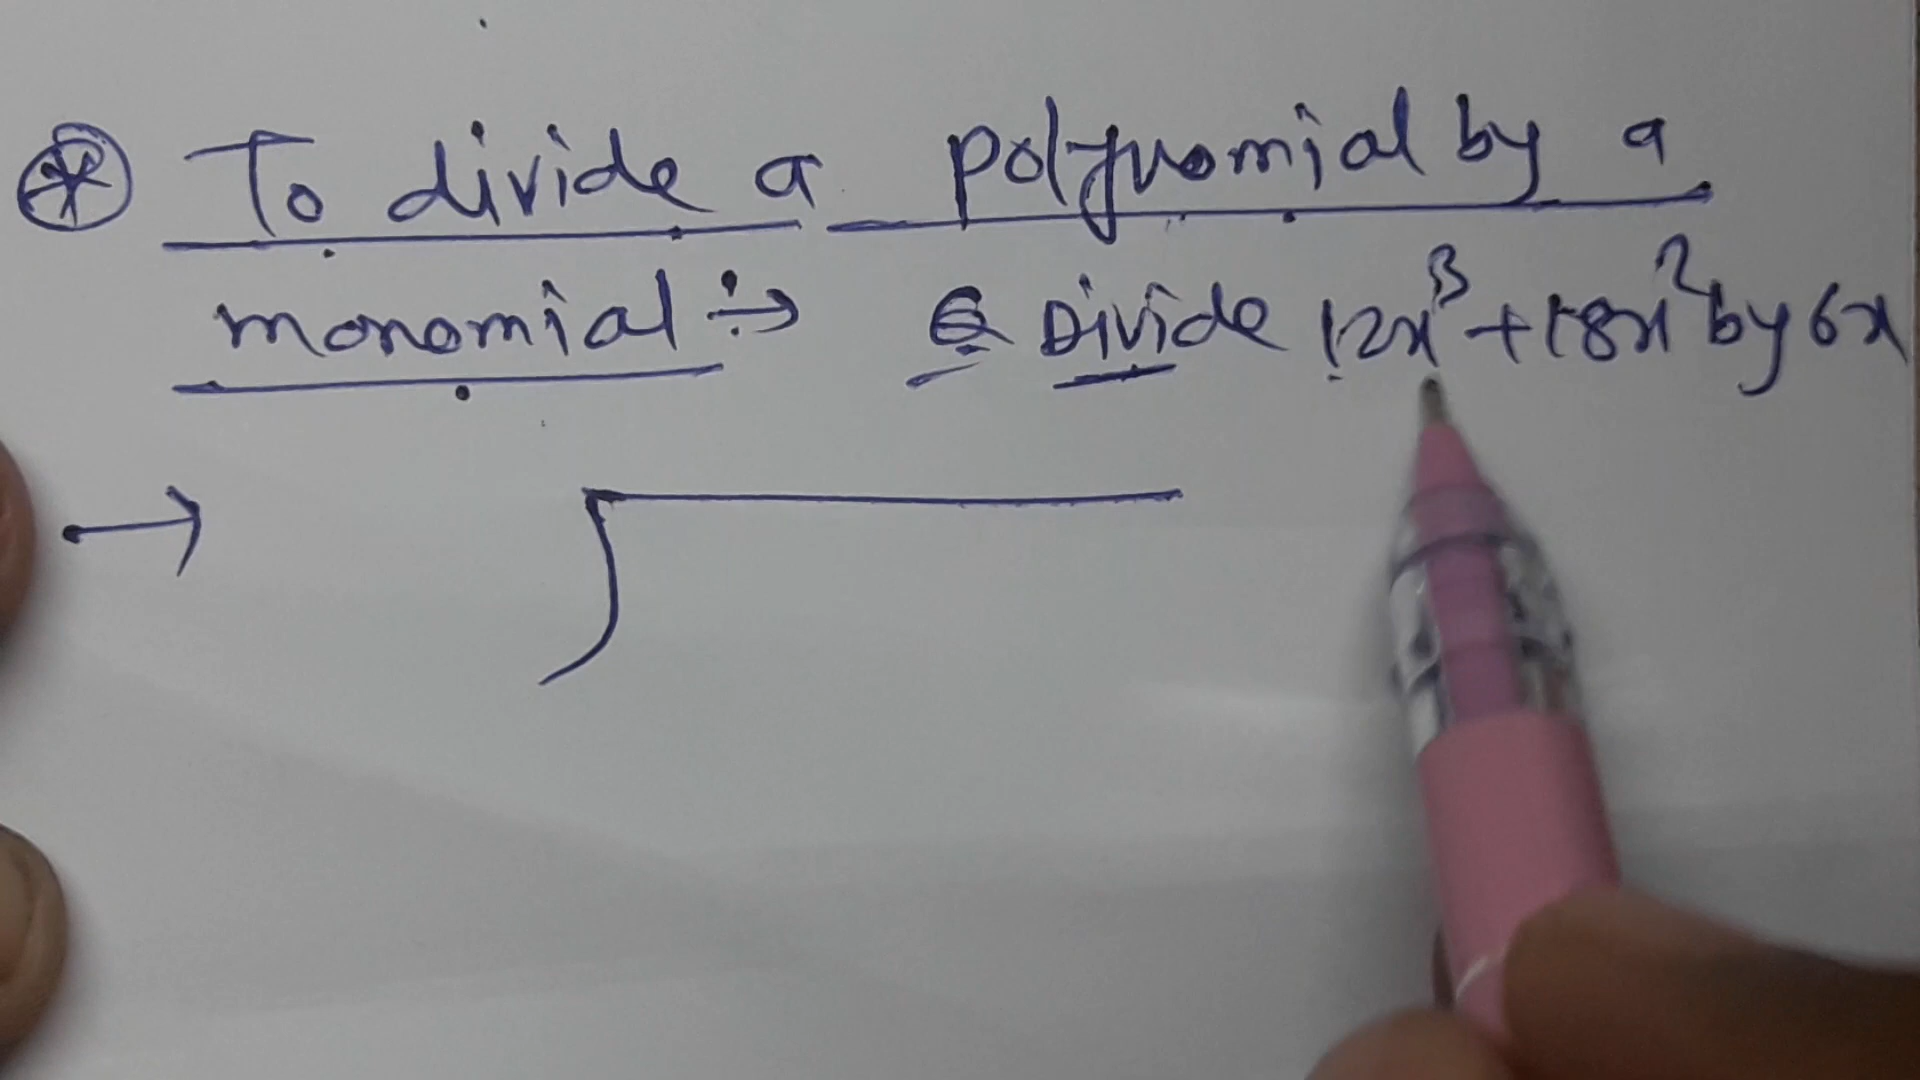 To divide a polynomial by a
monomial ÷→ Q Divide 12x³+18x² by 6x